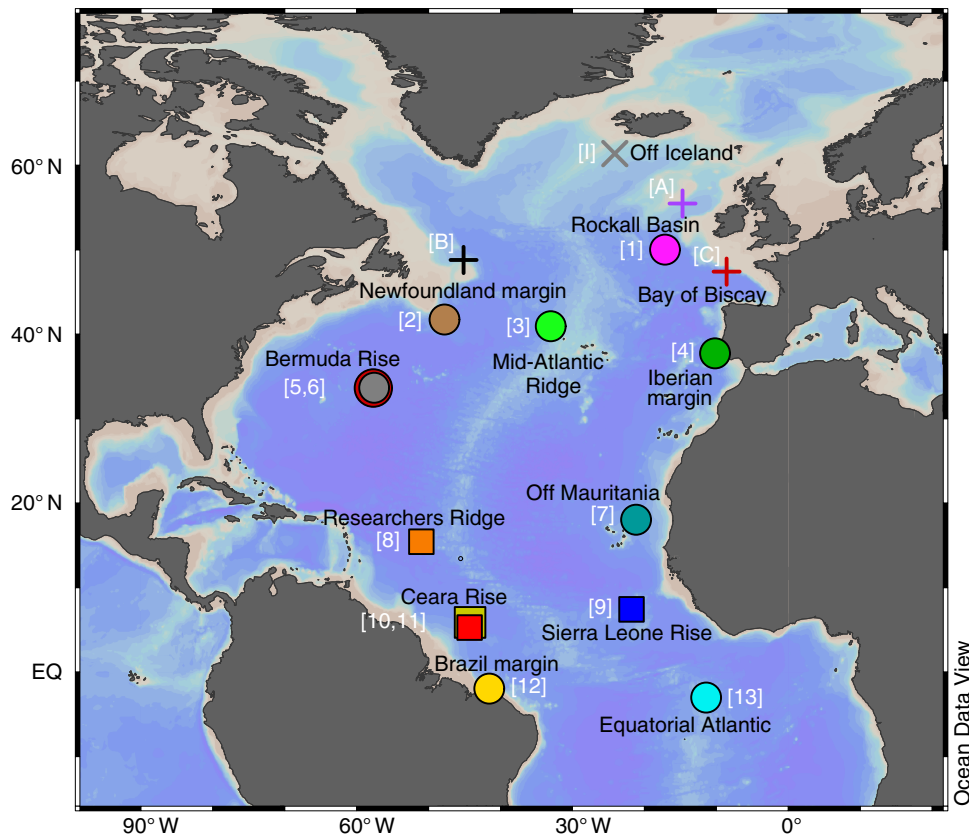 60° N
40° N
20° N
EQ
90° W
60° W
30° W
0°
[I] Off Iceland
[A]
Rockall Basin
[1]
[B]
[C]
Bay of Biscay
Newfoundland margin
[2]
[3]
Mid-Atlantic
Ridge
[4]
Iberian
margin
Bermuda Rise
[5,6]
Off Mauritania
[7]
Researchers Ridge
[8]
Ceara Rise
[10,11]
[9]
Sierra Leone Rise
Brazil margin
[12]
[13]
Equatorial Atlantic
Ocean Data View